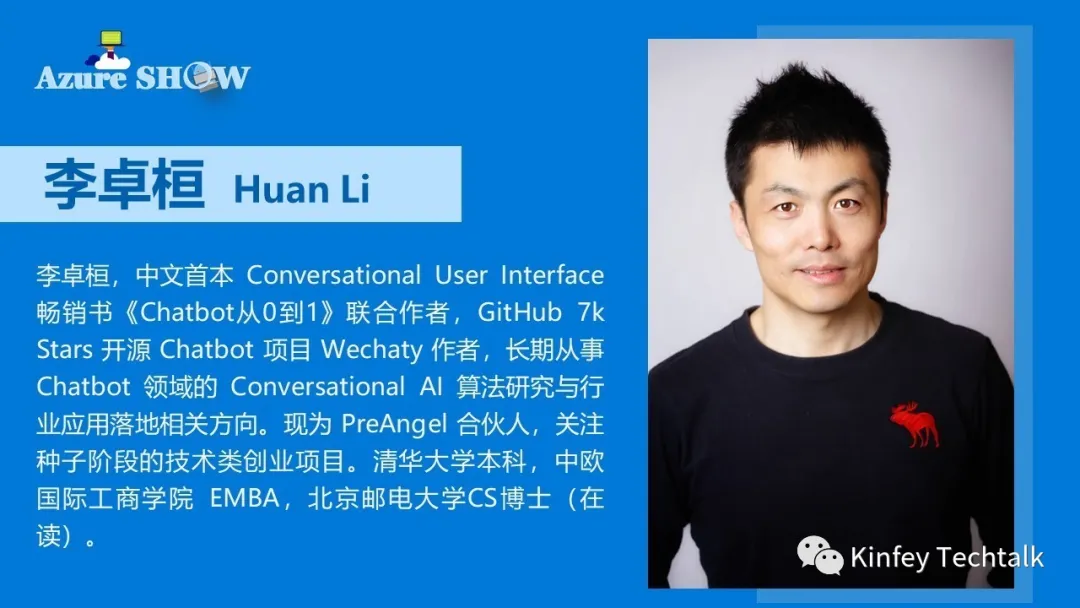 Azure SHOW
李卓桓 Huan Li
李卓桓，中文首本 Conversational User Interface
畅销书《Chatbot从0到1》联合作者，GitHub 7k
Stars 开源 Chatbot 项目 Wechaty 作者，长期从事
Chatbot 领域的 Conversational AI 算法研究与行
业应用落地相关方向。现为 PreAngel 合伙人，关注
种子阶段的技术类创业项目。清华大学本科，中欧
国际工商学院 EMBA，北京邮电大学CS博士（在
读）。
Kinfey Techtalk